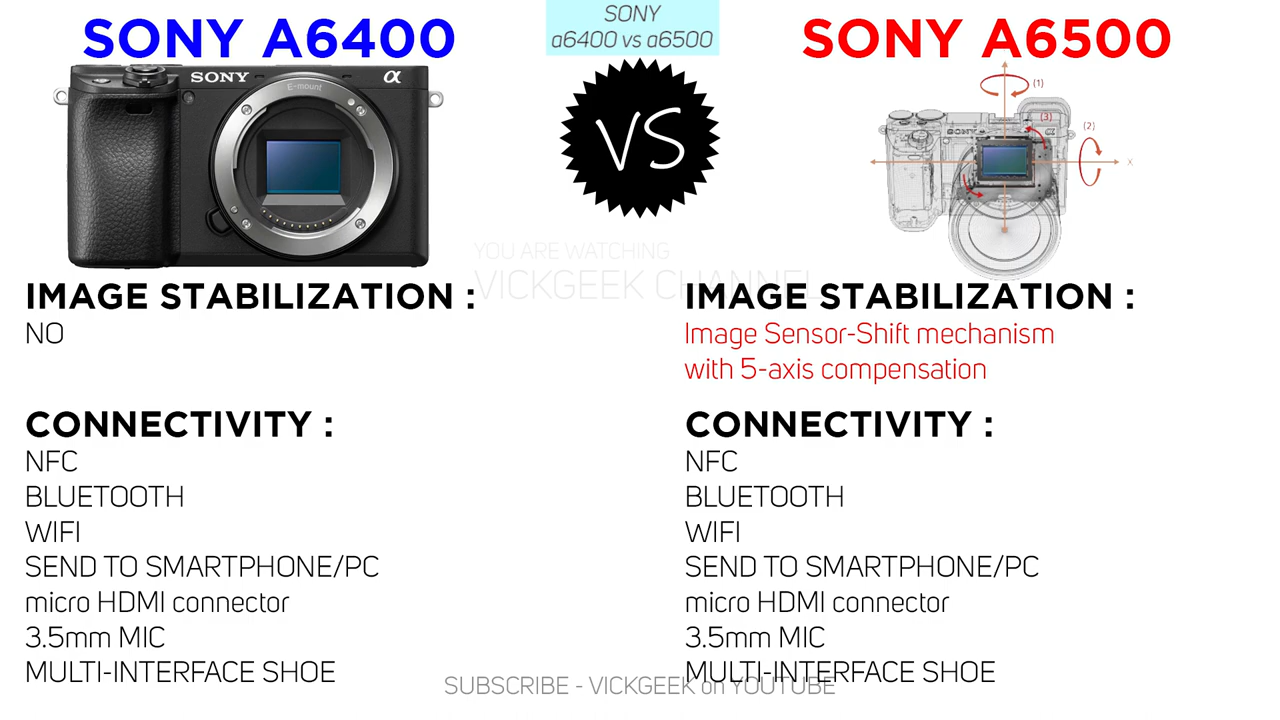 SONY A6400
SONY
a6400 vs a6500
SONY A6500
SONY
α
E-mount
VS
(1)
(3)
(2)
SONY
α
X
YOU ARE WATCHING
VICKGEEK CHANNEL
IMAGE STABILIZATION :
NO
IMAGE STABILIZATION :
Image Sensor-Shift mechanism
with 5-axis compensation
CONNECTIVITY :
NFC
BLUETOOTH
WIFI
SEND TO SMARTPHONE/PC
micro HDMI connector
3.5mm MIC
MULTI-INTERFACE SHOE
CONNECTIVITY :
NFC
BLUETOOTH
WIFI
SEND TO SMARTPHONE/PC
micro HDMI connector
3.5mm MIC
MULTI-INTERFACE SHOE
SUBSCRIBE - VICKGEEK on YOUTUBE